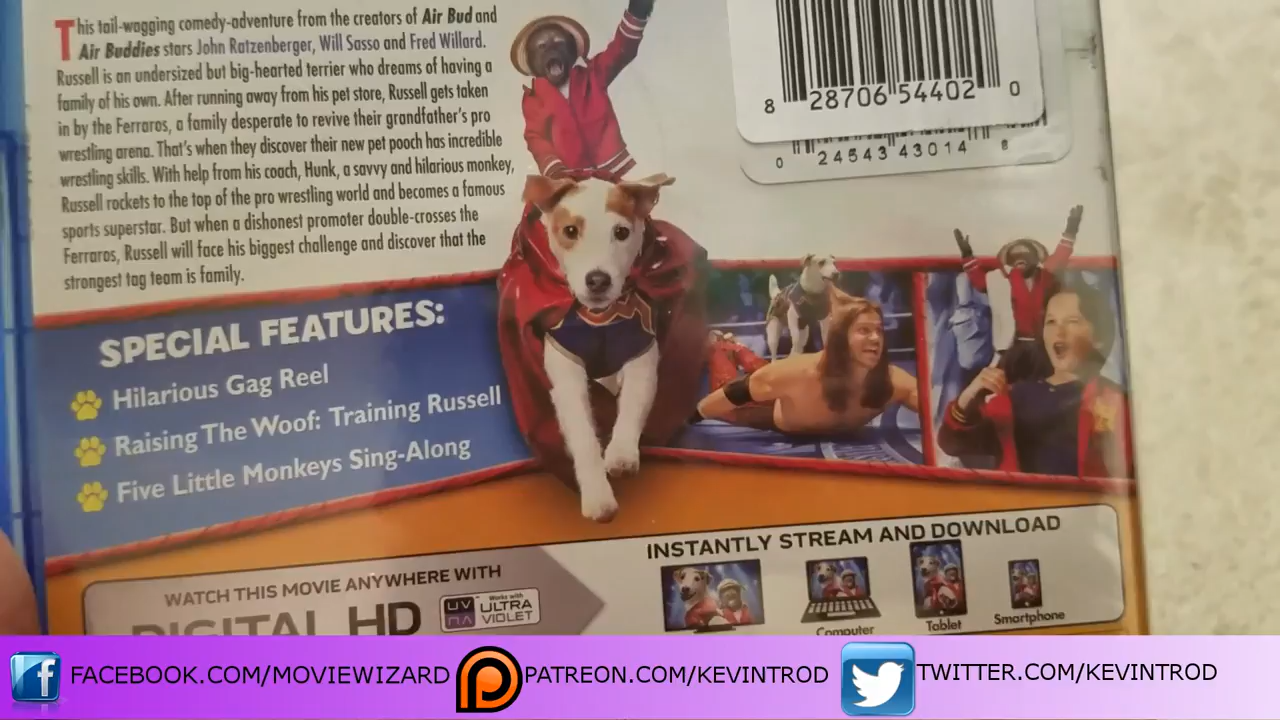 This tail-wagging comedy-adventure from the creators of Air Bud and
Air Buddies stars John Ratzenberger, Will Sasso and Fred Willard.
Russell is an undersized but big-hearted terrier who dreams of having a
family of his own. After running away from his pet store, Russell gets taken
in by the Ferraros, a family desperate to revive their grandfather's pro
wrestling arena. That's when they discover their new pet pooch has incredible
wrestling skills. With help from his coach, Hunk, a savvy and hilarious monkey,
Russell rockets to the top of the pro wrestling world and becomes a famous
sports superstar. But when a dishonest promoter double-crosses the
Ferraros, Russell will face his biggest challenge and discover that the
strongest tag team is family.
8 28706 54402 0
0 24543 43014 8
SPECIAL FEATURES:
Hilarious Gag Reel
Raising The Woof: Training Russell
Five Little Monkeys Sing-Along
WATCH THIS MOVIE ANYWHERE WITH
DIGITAL HD
UV
Works with
ULTRA
VIOLET
INSTANTLY STREAM AND DOWNLOAD
Computer
Tablet
Smartphone
FACEBOOK.COM/MOVIEWIZARD
PATREON.COM/KEVINTROD
TWITTER.COM/KEVINTROD